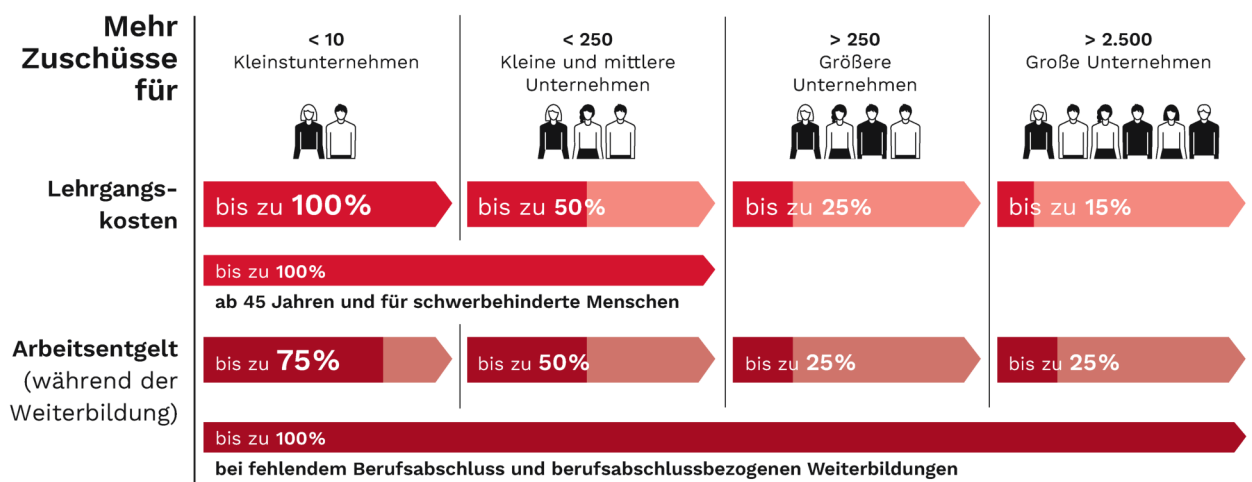 Mehr
Zuschüsse
für
< 10
Kleinstunternehmen
< 250
Kleine und mittlere
Unternehmen
> 250
Größere
Unternehmen
> 2.500
Große Unternehmen
Lehrgangs-
kosten
bis zu 100%
bis zu 50%
bis zu 25%
bis zu 15%
bis zu 100%
ab 45 Jahren und für schwerbehinderte Menschen
Arbeitsentgelt
(während der
Weiterbildung)
bis zu 75%
bis zu 50%
bis zu 25%
bis zu 25%
bis zu 100%
bei fehlendem Berufsabschluss und berufsabschlussbezogenen Weiterbildungen